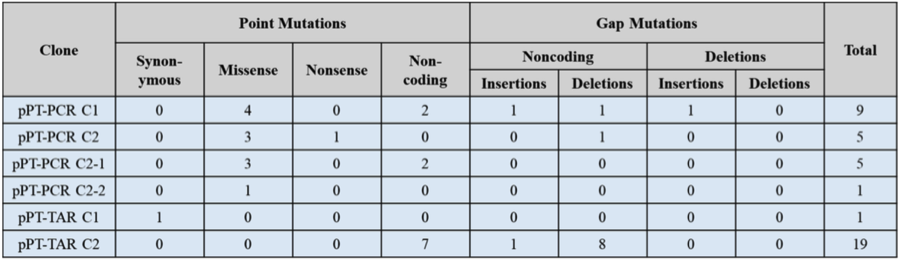 Clone Point Mutations Gap Mutations Total
Synon-
ymous Missense Nonsense Non-
coding Noncoding Deletions
Insertions Deletions Insertions Deletions
pPT-PCR C1 0 4 0 2 1 1 1 0 9
pPT-PCR C2 0 3 1 0 0 1 0 0 5
pPT-PCR C2-1 0 3 0 2 0 0 0 0 5
pPT-PCR C2-2 0 1 0 0 0 0 0 0 1
pPT-TAR C1 1 0 0 0 0 0 0 0 1
pPT-TAR C2 0 0 0 7 1 8 0 0 19